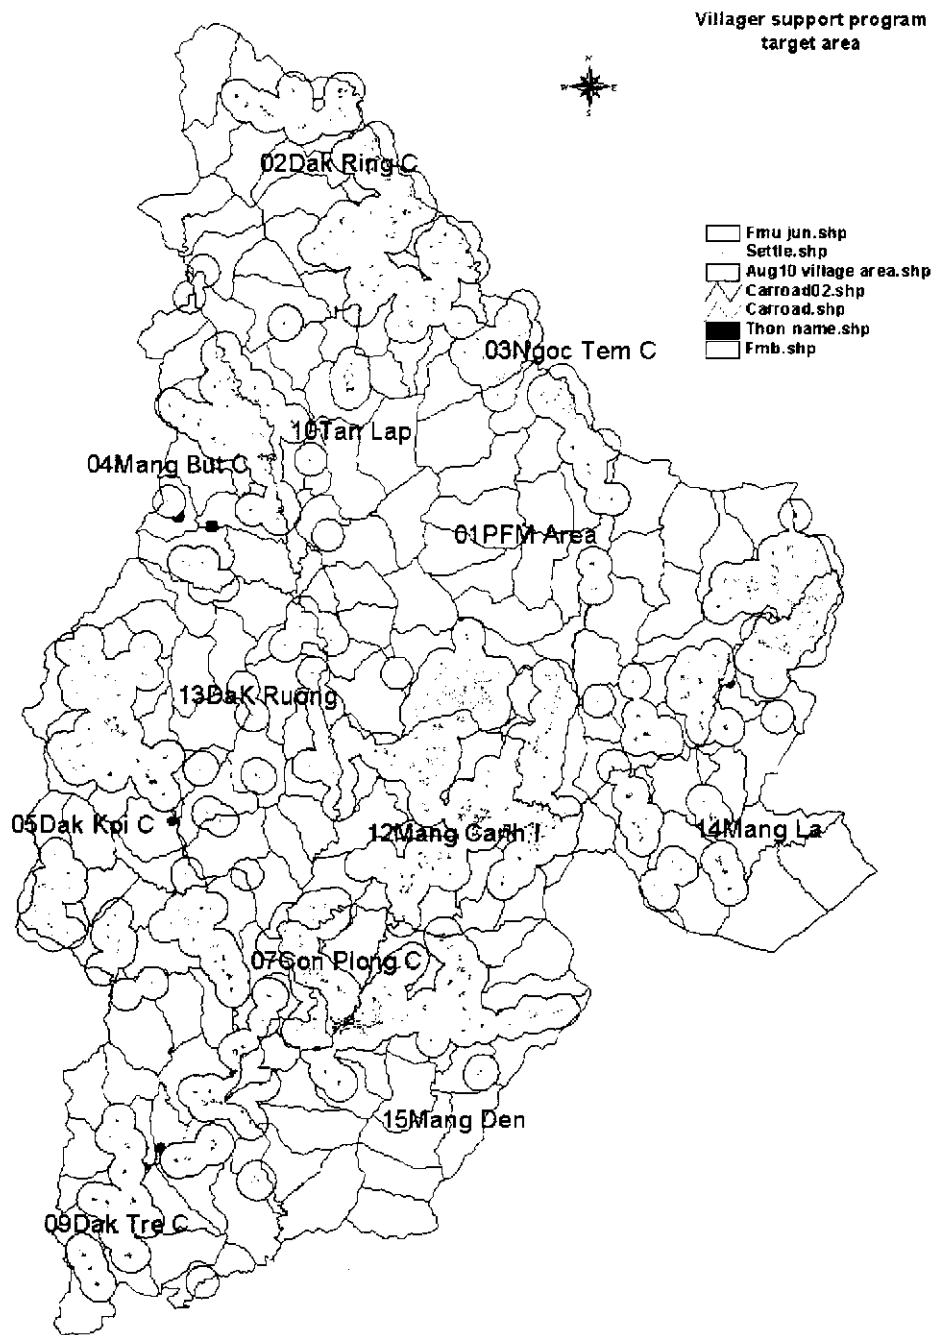 Villager support program
target area
N
W E
S
02Dak Ring C
Fmu jun.shp
Settle.shp
Aug10 village area.shp
Carroad02.shp
Carroad.shp
Thon name.shp
Fmb.shp
03Ngoc Tem C
10Tan Lap
04Mang But C
01PFM Area
13DaK Ruong
05Dak Kpi C
12Mang Canh I
14Mang La
07Con Plong C
15Mang Den
09Dak Tre C